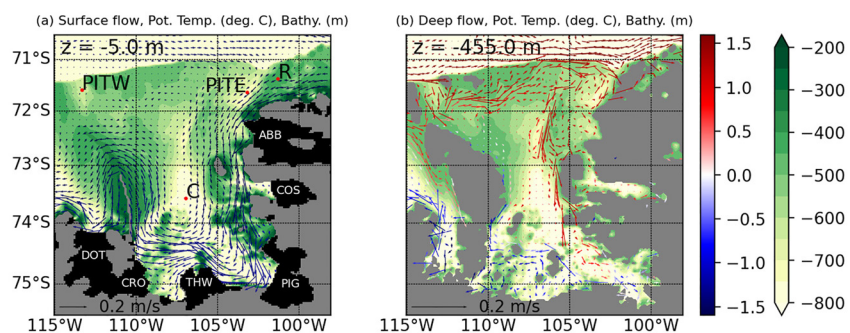 (a) Surface flow, Pot. Temp (deg. C), Bathy. (m)
(b) Deep flow, Pot. Temp (deg. C), Bathy. (m)
z = -5.0 m
z = -455.0 m
71°S
72°S
73°S
74°S
75°S
PITW
PITE
R
ABB
COS
C
DOT
CRO
THW
PIG
0.2 m/s
0.2 m/s
115°W
110°W
105°W
100°W
115°W
110°W
105°W
100°W
1.5
1.0
0.5
0.0
−0.5
−1.0
−1.5
−200
−300
−400
−500
−600
−700
−800